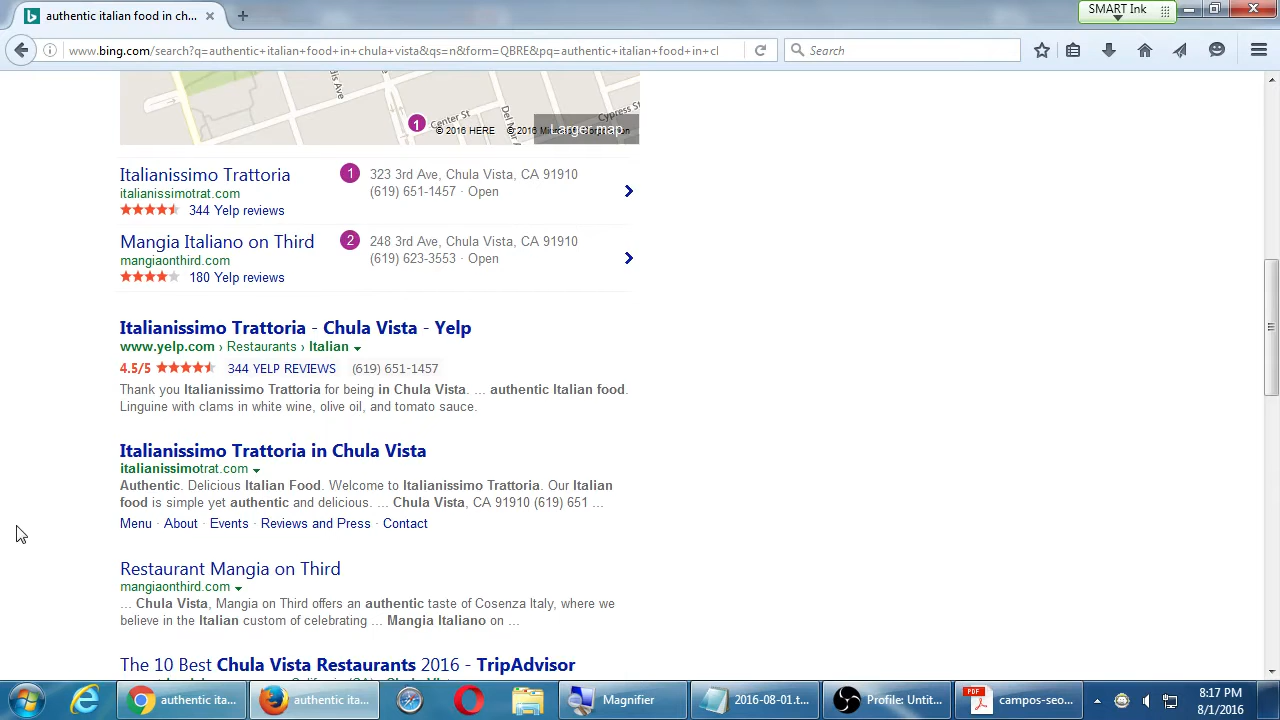 authentic italian food in ch...
SMART Ink
www.bing.com/search?q=authentic+italian+food+in+chula+vista&qs=n&form=QBRE&pq=authentic+italian+food+in+cl
Search
Center St
Cypress St
Del Mar
1
© 2016 HERE
Larger map
Italianissimo Trattoria
1
323 3rd Ave, Chula Vista, CA 91910
italianissimotrat.com
(619) 651-1457 · Open
344 Yelp reviews
Mangia Italiano on Third
2
248 3rd Ave, Chula Vista, CA 91910
mangiaonthird.com
(619) 623-3553 · Open
180 Yelp reviews
Italianissimo Trattoria - Chula Vista - Yelp
www.yelp.com › Restaurants › Italian
4.5/5 344 YELP REVIEWS (619) 651-1457
Thank you Italianissimo Trattoria for being in Chula Vista. ... authentic Italian food.
Linguine with clams in white wine, olive oil, and tomato sauce.
Italianissimo Trattoria in Chula Vista
italianissimotrat.com
Authentic. Delicious Italian Food. Welcome to Italianissimo Trattoria. Our Italian
food is simple yet authentic and delicious. ... Chula Vista, CA 91910 (619) 651 ...
Menu · About · Events · Reviews and Press · Contact
Restaurant Mangia on Third
mangiaonthird.com
... Chula Vista, Mangia on Third offers an authentic taste of Cosenza Italy, where we
believe in the Italian custom of celebrating ... Mangia Italiano on ...
The 10 Best Chula Vista Restaurants 2016 - TripAdvisor
authentic ita...
authentic ita...
Magnifier
2016-08-01.t...
Profile: Untit...
PDF
campos-seo...
8:17 PM
8/1/2016